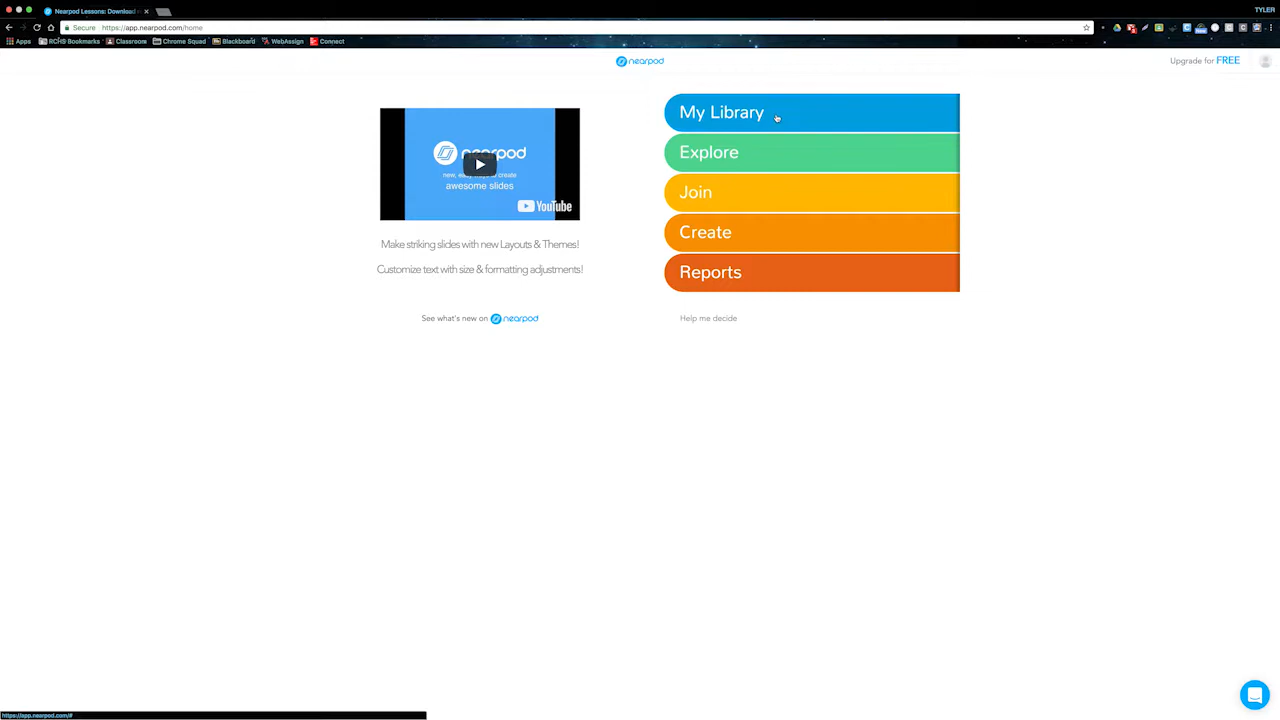 Nearpod Lessons: Download
TYLER
Secure https://app.nearpod.com/home
Apps RCHS Bookmarks Classroom Chrome Squad Blackboard WebAssign Connect
nearpod
Upgrade for FREE
nearpod
new, easy ways to create
awesome slides
YouTube
Make striking slides with new Layouts & Themes!
Customize text with size & formatting adjustments!
See what's new on nearpod
My Library
Explore
Join
Create
Reports
Help me decide
https://app.nearpod.com/#